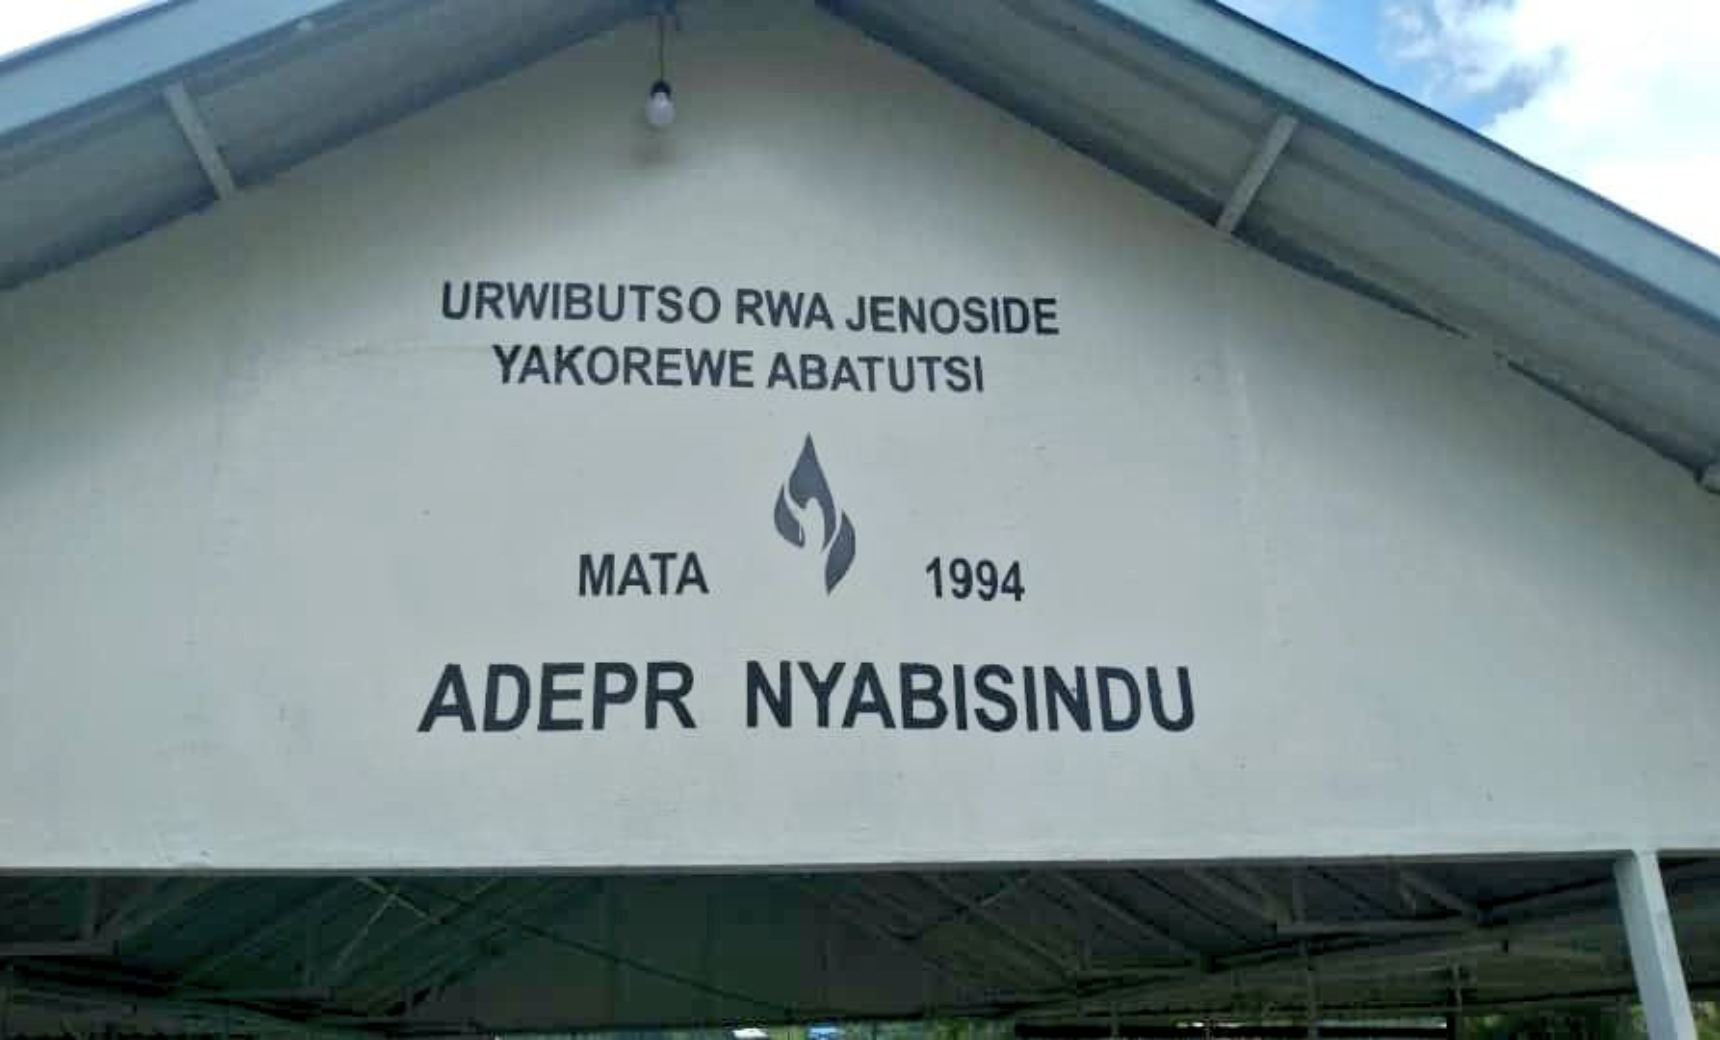 URWIBUTSO RWA JENOSIDE
YAKOREWE ABATUTSI
MATA 1994
ADEPR NYABISINDU